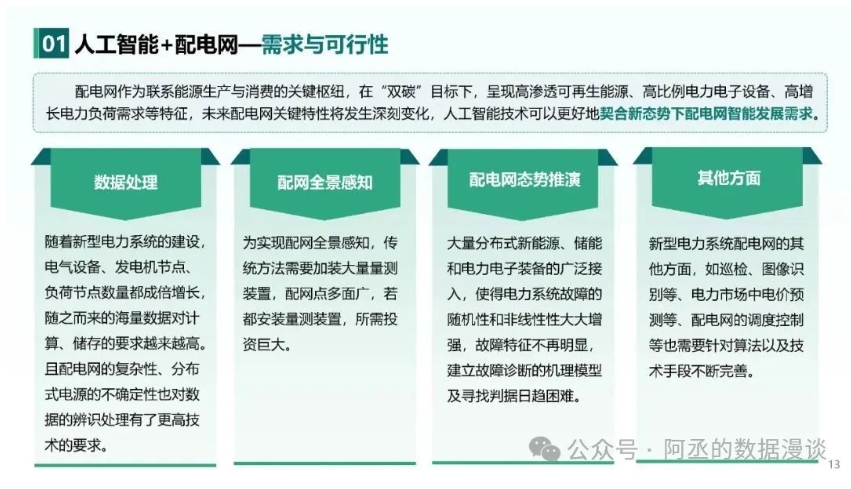 01 人工智能+配电网—需求与可行性
配电网作为联系能源生产与消费的关键枢纽，在“双碳”目标下，呈现高渗透可再生能源、高比例电力电子设备、高增
长电力负荷需求等特征，未来配电网关键特性将发生深刻变化，人工智能技术可以更好地契合新态势下配电网智能发展需求。
数据处理
随着新型电力系统的建设，
电气设备、发电机节点、
负荷节点数量都成倍增长，
随之而来的海量数据对计
算、储存的要求越来越高。
且配电网的复杂性、分布
式电源的不确定性也对数
据的辨识处理有了更高技
术的要求。
配网全景感知
为实现配网全景感知，传
统方法需要加装大量量测
装置，配网点多面广，若
都安装量测装置，所需投
资巨大。
配电网态势推演
大量分布式新能源、储能
和电力电子装备的广泛接
入，使得电力系统故障的
随机性和非线性性大大增
强，故障特征不再明显，
建立故障诊断的机理模型
及寻找判据日趋困难。
其他方面
新型电力系统配电网的其
他方面，如巡检、图像识
别等、电力市场中电价预
测等、配电网的调度控制
等也需要针对算法以及技
术手段不断完善。
公众号 · 阿丞的数据漫谈
13